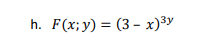 h. F(x; y) = (3 – x)³ʸ